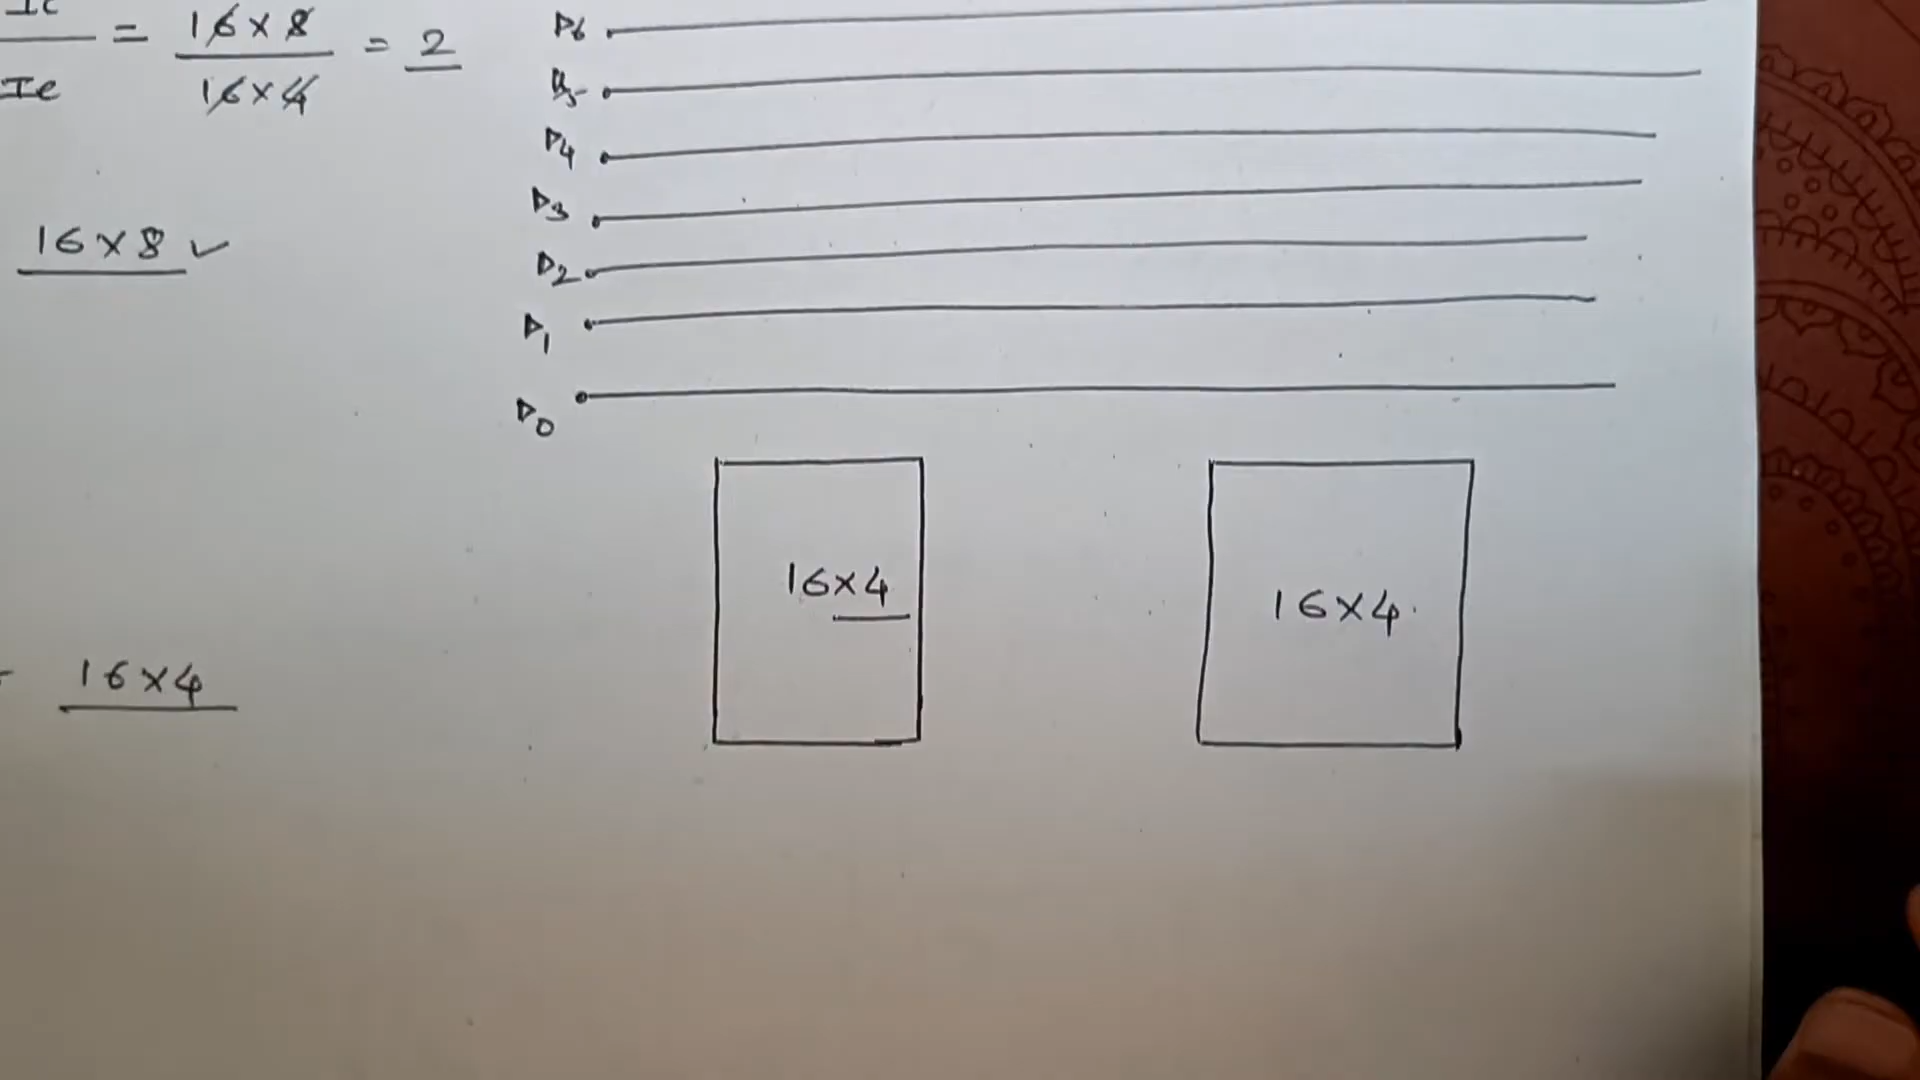 Ic
Ic = 16×8 / 16×4 = 2
16×8 ✓
16×4
D6
D5
D4
D3
D2
D1
D0
16×4
16×4